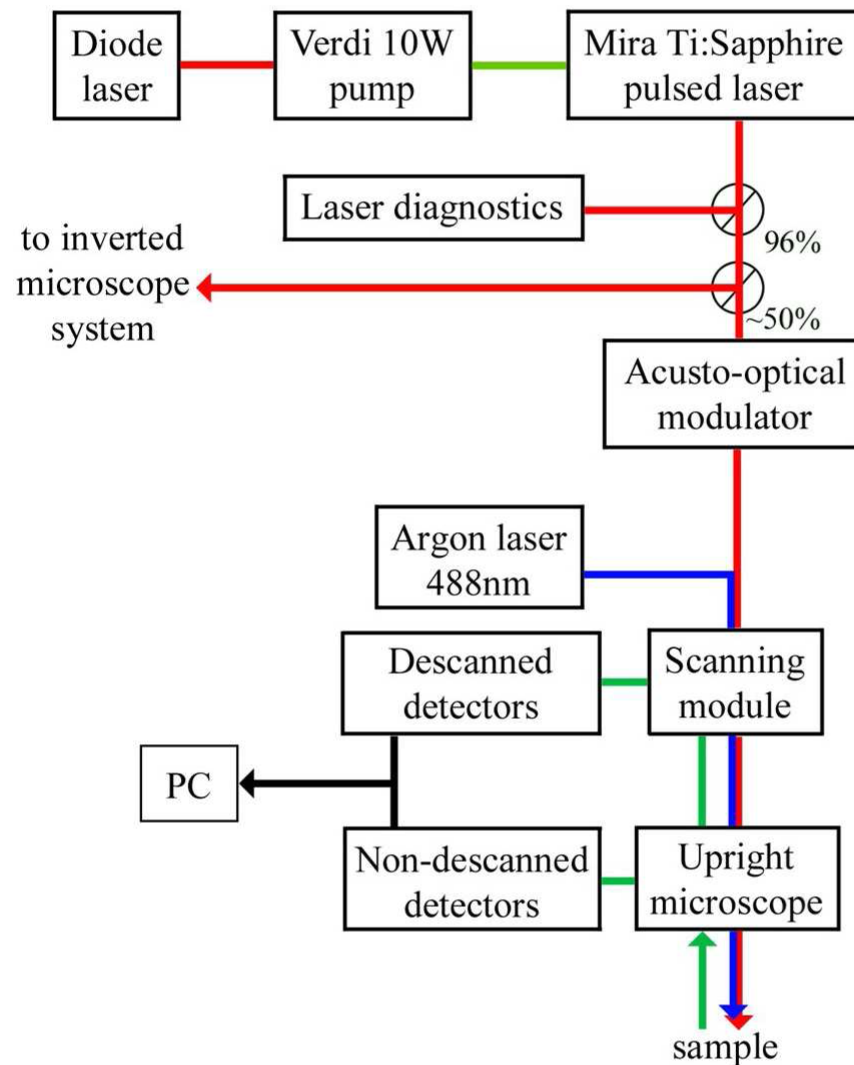 Diode
laser
Verdi 10W
pump
Mira Ti:Sapphire
pulsed laser
Laser diagnostics
96%
to inverted
microscope
system
~50%
Acusto-optical
modulator
Argon laser
488nm
Descanned
detectors
Scanning
module
PC
Non-descanned
detectors
Upright
microscope
sample